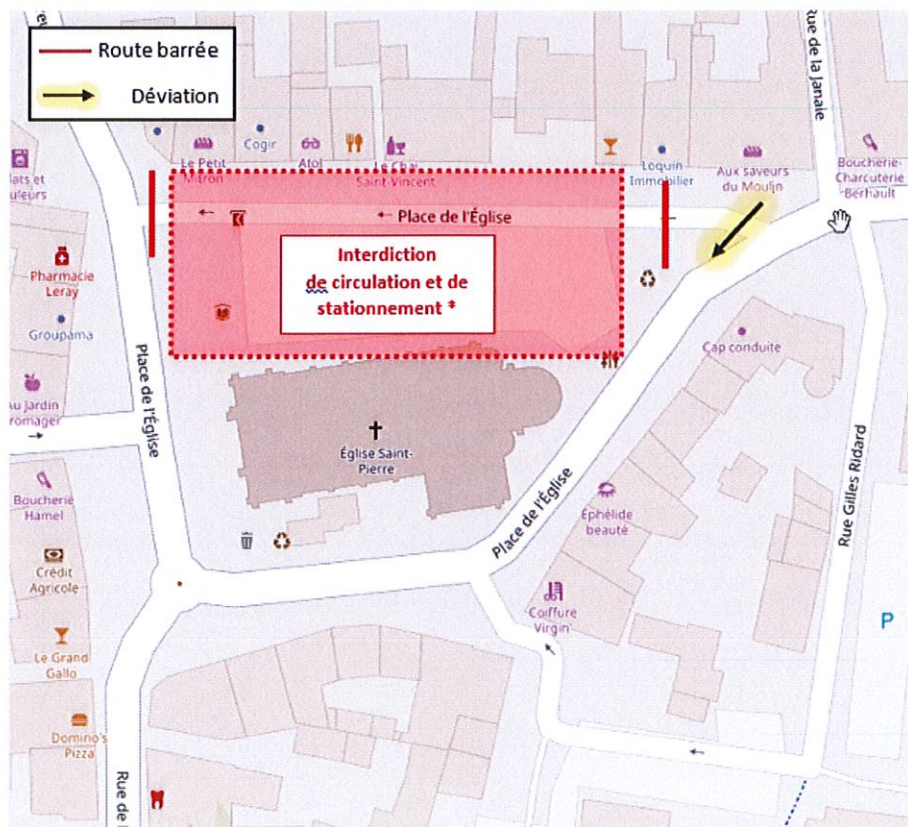 Route barrée
Déviation
Rue de la Janaie
Cogir
Le Petit
Mitron
Atol
Le Chai
Saint-Vincent
Loquin
Immobilier
Aux saveurs
du Moulin
Boucherie-
Charcuterie
Berhault
Place de l'Église
Interdiction
de circulation et de
stationnement *
Pharmacie
Leray
Groupama
Cap conduite
Place de l'Église
Au Jardin
Église Saint-
Pierre
Place de l'Église
Rue Gilles Ridard
Boucherie
Hamel
Éphélide
beauté
Crédit
Agricole
Coiffure
Virgin'
P
Le Grand
Gallo
Domino's
Pizza
Rue de